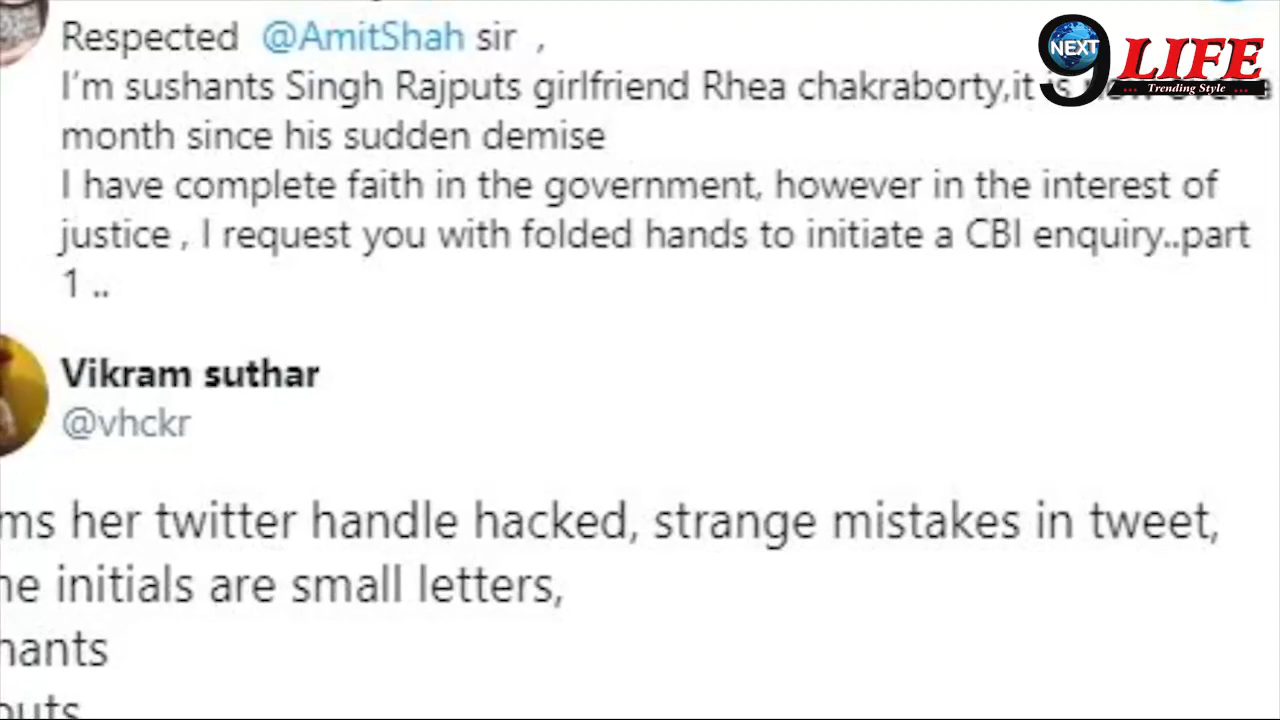 Respected @AmitShah sir ,
I'm sushants Singh Rajputs girlfriend Rhea chakraborty,it is
month since his sudden demise
I have complete faith in the government, however in the interest of
justice , I request you with folded hands to initiate a CBI enquiry..part
1 ..
Vikram suthar
@vhckr
ms her twitter handle hacked, strange mistakes in tweet,
initials are small letters,
hants
NEXT
9 LIFE
... Trending Style ...